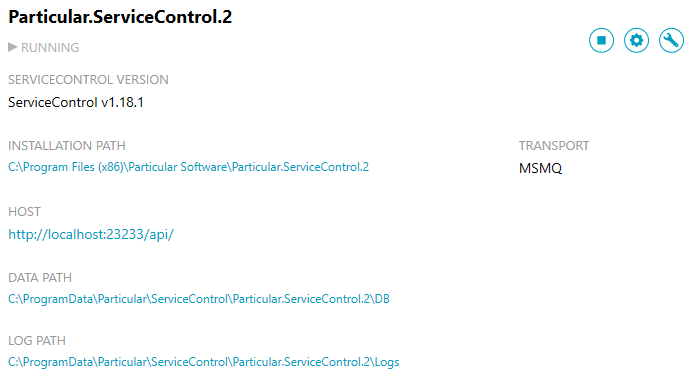 Particular.ServiceControl.2
RUNNING
SERVICECONTROL VERSION
ServiceControl v1.18.1
INSTALLATION PATH
TRANSPORT
C:\Program Files (x86)\Particular Software\Particular.ServiceControl.2
MSMQ
HOST
http://localhost:23233/api/
DATA PATH
C:\ProgramData\Particular\ServiceControl\Particular.ServiceControl.2\DB
LOG PATH
C:\ProgramData\Particular\ServiceControl\Particular.ServiceControl.2\Logs